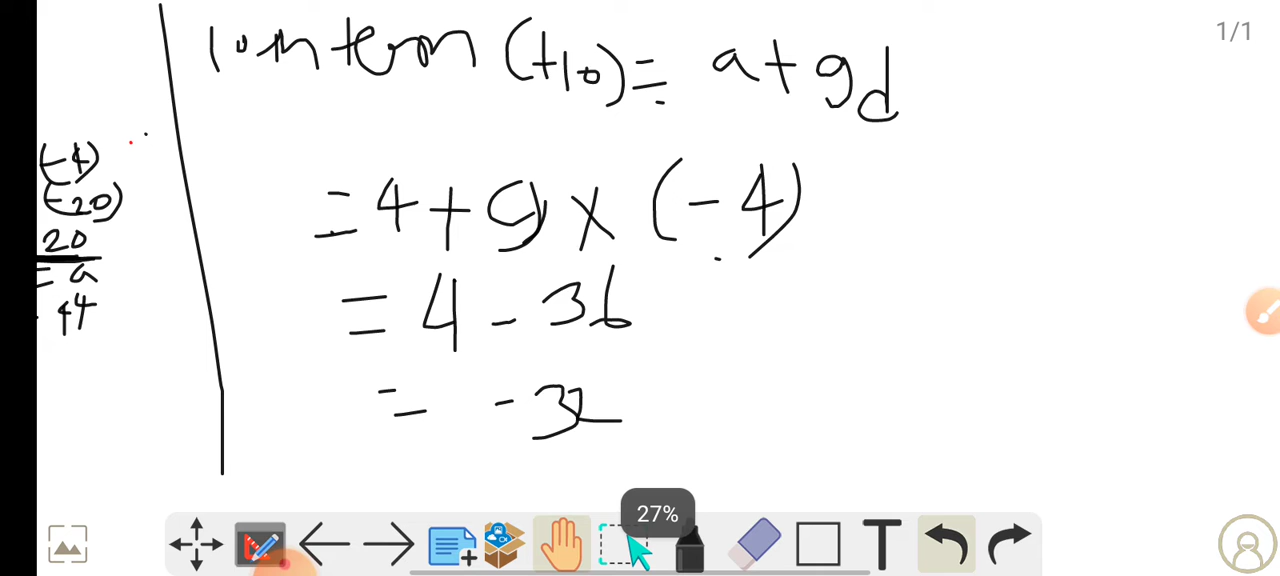 1/1
10th term (t10) = a + 9d
= 4 + 9 × (-4)
= 4 - 36
= -32
(-4)
(-20)
20
= a
44
27%
T